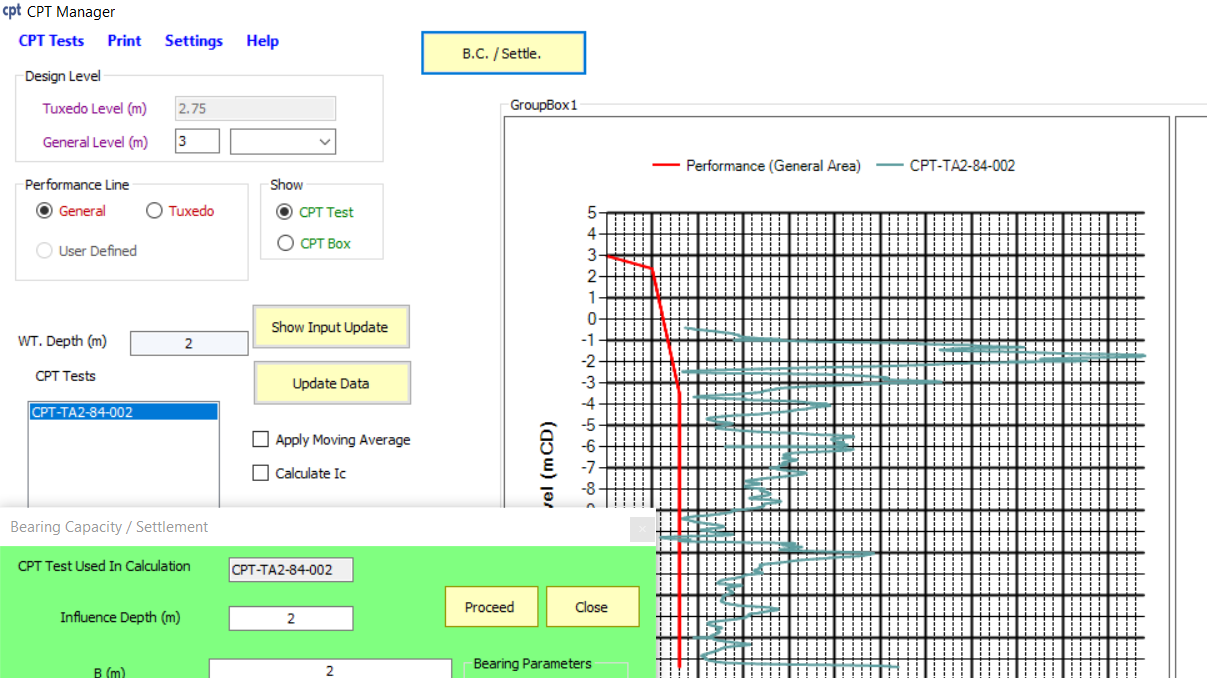 cpt CPT Manager
CPT Tests Print Settings Help
B.C. / Settle.
Design Level
Tuxedo Level (m) 2.75
General Level (m) 3
Performance Line
General Tuxedo
User Defined
Show
CPT Test
CPT Box
WT. Depth (m) 2
Show Input Update
Update Data
CPT Tests
CPT-TA2-84-002
Apply Moving Average
Calculate Ic
GroupBox1
Performance (General Area) CPT-TA2-84-002
5
4
3
2
1
0
-1
-2
-3
-4
-5
-6
-7
-8
(mCD)
Bearing Capacity / Settlement
CPT Test Used In Calculation CPT-TA2-84-002
Influence Depth (m) 2
Proceed Close
B (m) 2
Bearing Parameters